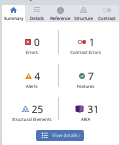 Summary Details Reference Structure Contrast
0 1
Errors Contrast Errors
4 7
Alerts Features
25 31
Structural Elements ARIA
View details ›